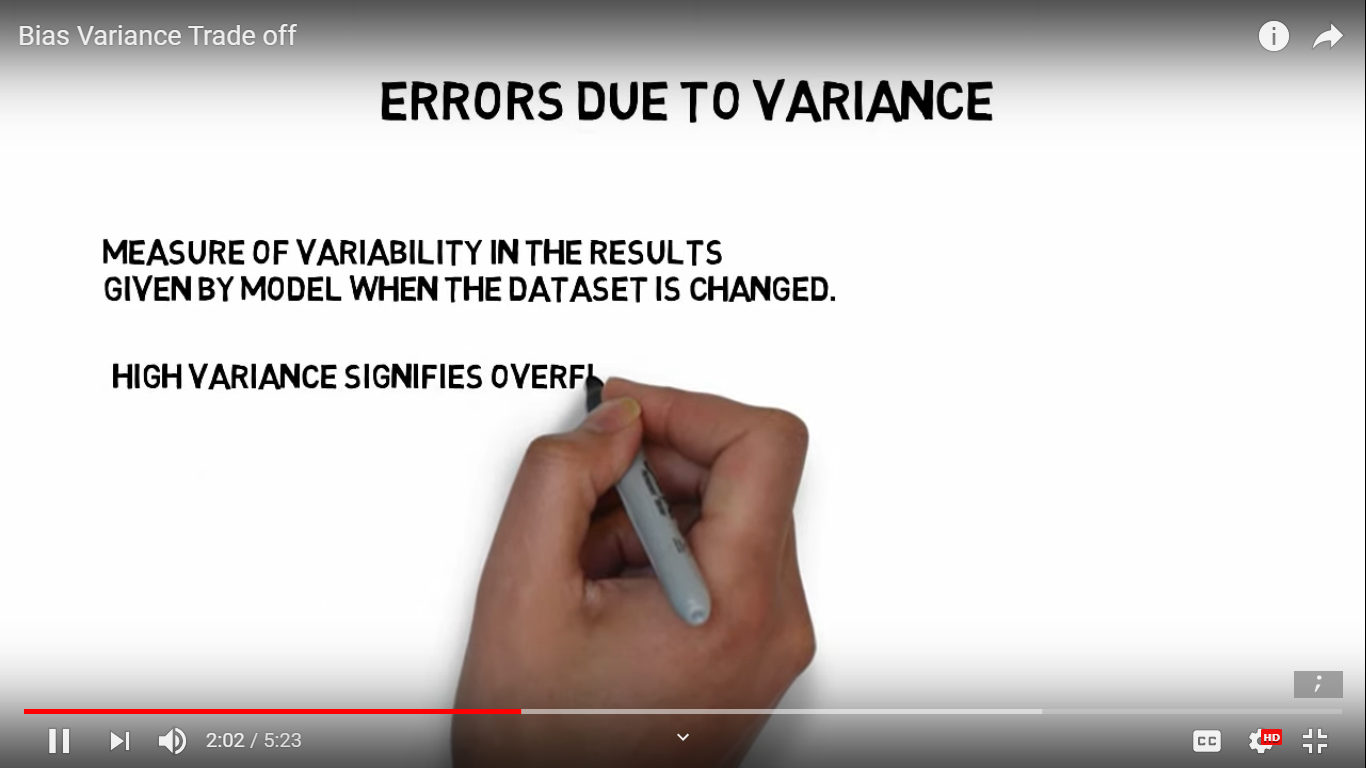 Bias Variance Trade off
ERRORS DUE TO VARIANCE
MEASURE OF VARIABILITY IN THE RESULTS
GIVEN BY MODEL WHEN THE DATASET IS CHANGED.
HIGH VARIANCE SIGNIFIES OVERFI
;
2:02 / 5:23
CC
HD